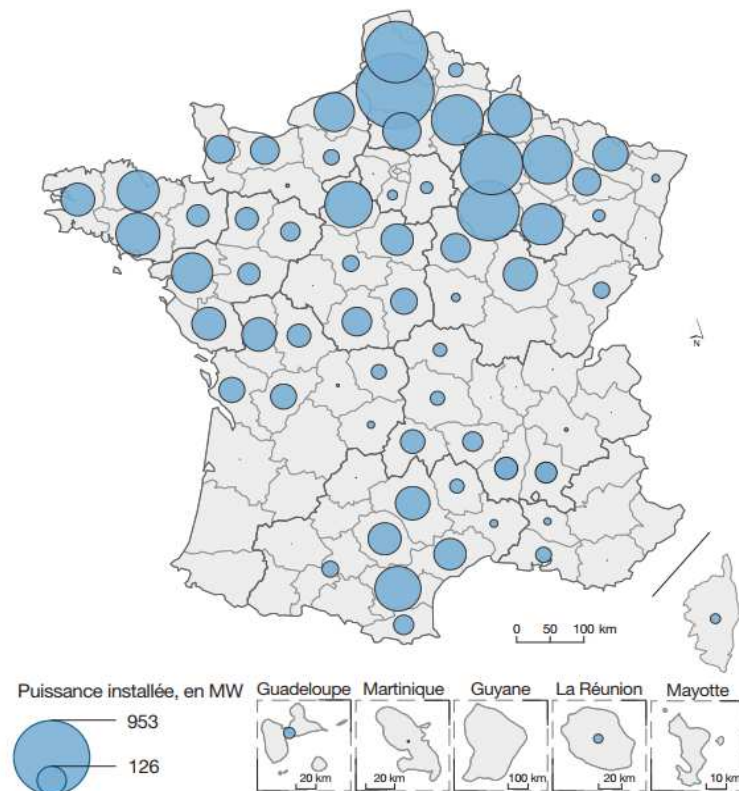 N
0 50 100 km
Puissance installée, en MW
953
126
Guadeloupe
20 km
Martinique
20 km
Guyane
100 km
La Réunion
20 km
Mayotte
10 km